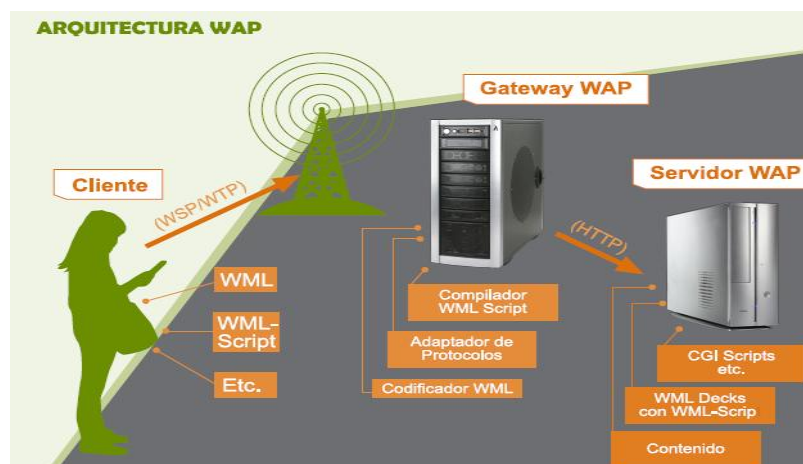 ARQUITECTURA WAP
Gateway WAP
Servidor WAP
Cliente
(WSP/WTP)
(HTTP)
WML
WML-
Script
Etc.
Compilador
WML Script
Adaptador de
Protocolos
Codificador WML
CGI Scripts
etc.
WML Decks
con WML-Scrip
Contenido